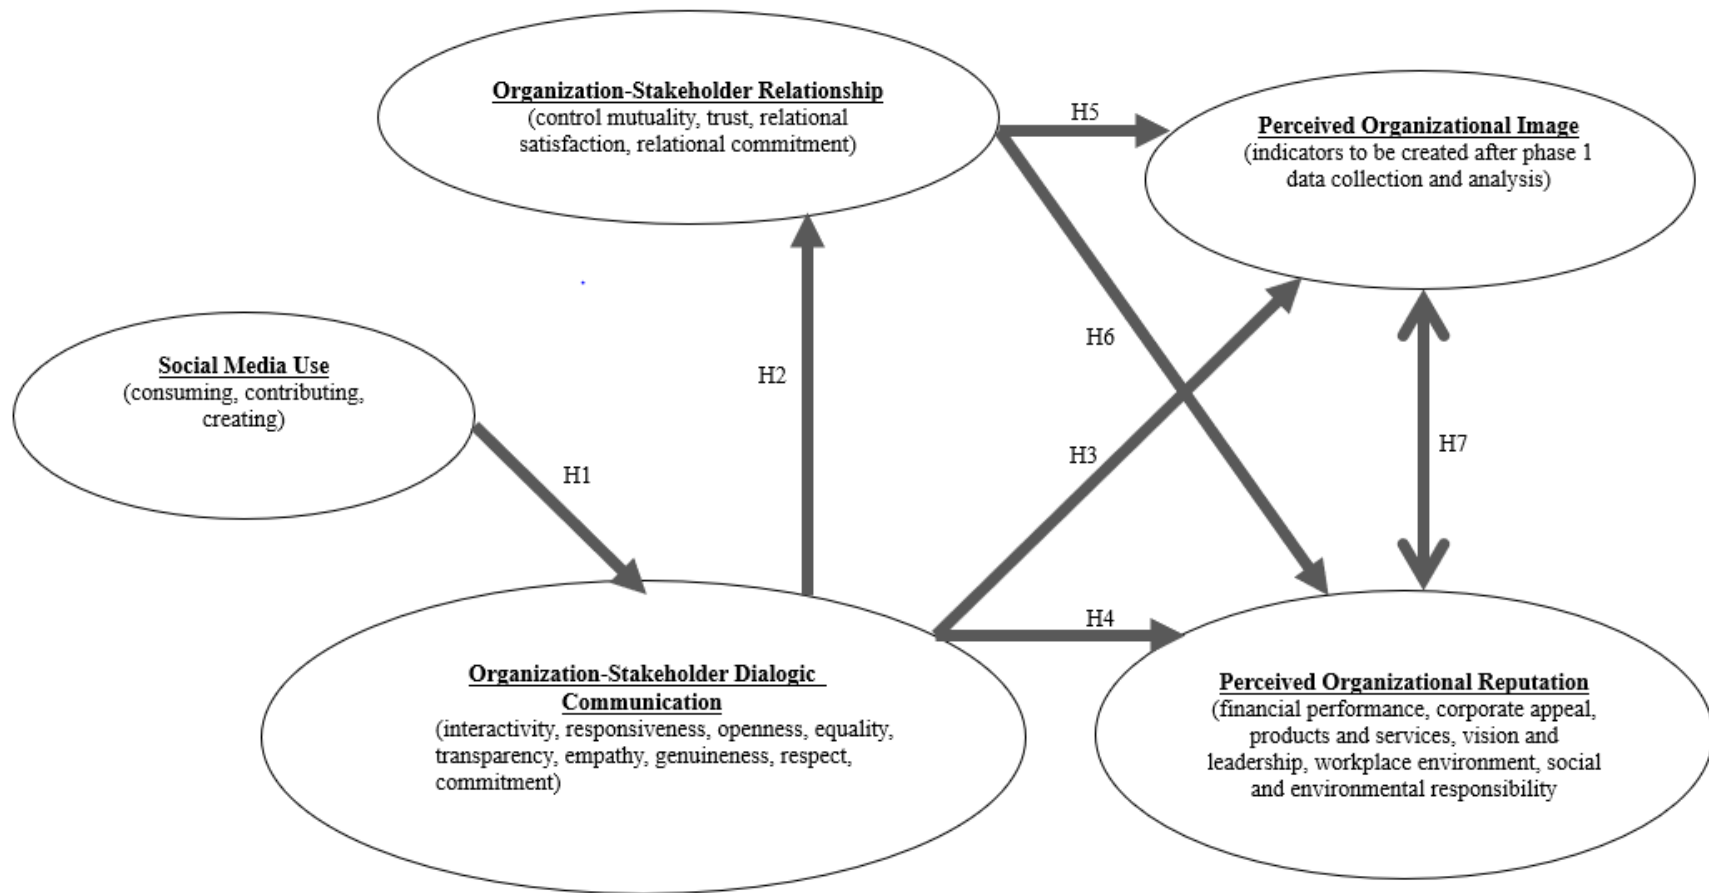 Organization-Stakeholder Relationship
(control mutuality, trust, relational
satisfaction, relational commitment)
H5
Perceived Organizational Image
(indicators to be created after phase 1
data collection and analysis)
Social Media Use
(consuming, contributing,
creating)
H1
H2
H6
H3
H7
H4
Organization-Stakeholder Dialogic
Communication
(interactivity, responsiveness, openness, equality,
transparency, empathy, genuineness, respect,
commitment)
Perceived Organizational Reputation
(financial performance, corporate appeal,
products and services, vision and
leadership, workplace environment, social
and environmental responsibility